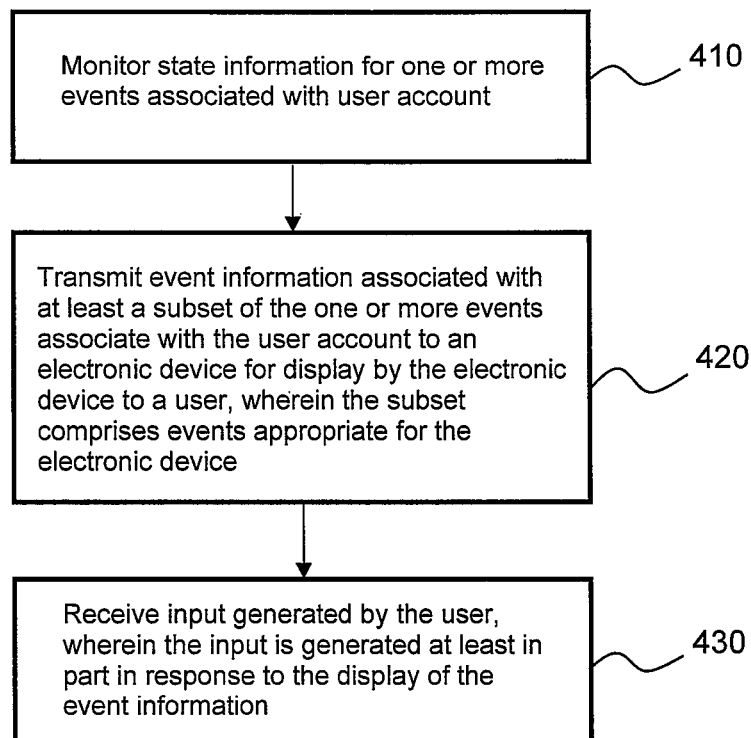 Monitor state information for one or more
events associated with user account
410
Transmit event information associated with
at least a subset of the one or more events
associate with the user account to an
electronic device for display by the electronic
device to a user, wherein the subset
comprises events appropriate for the
electronic device
420
Receive input generated by the user,
wherein the input is generated at least in
part in response to the display of the
event information
430